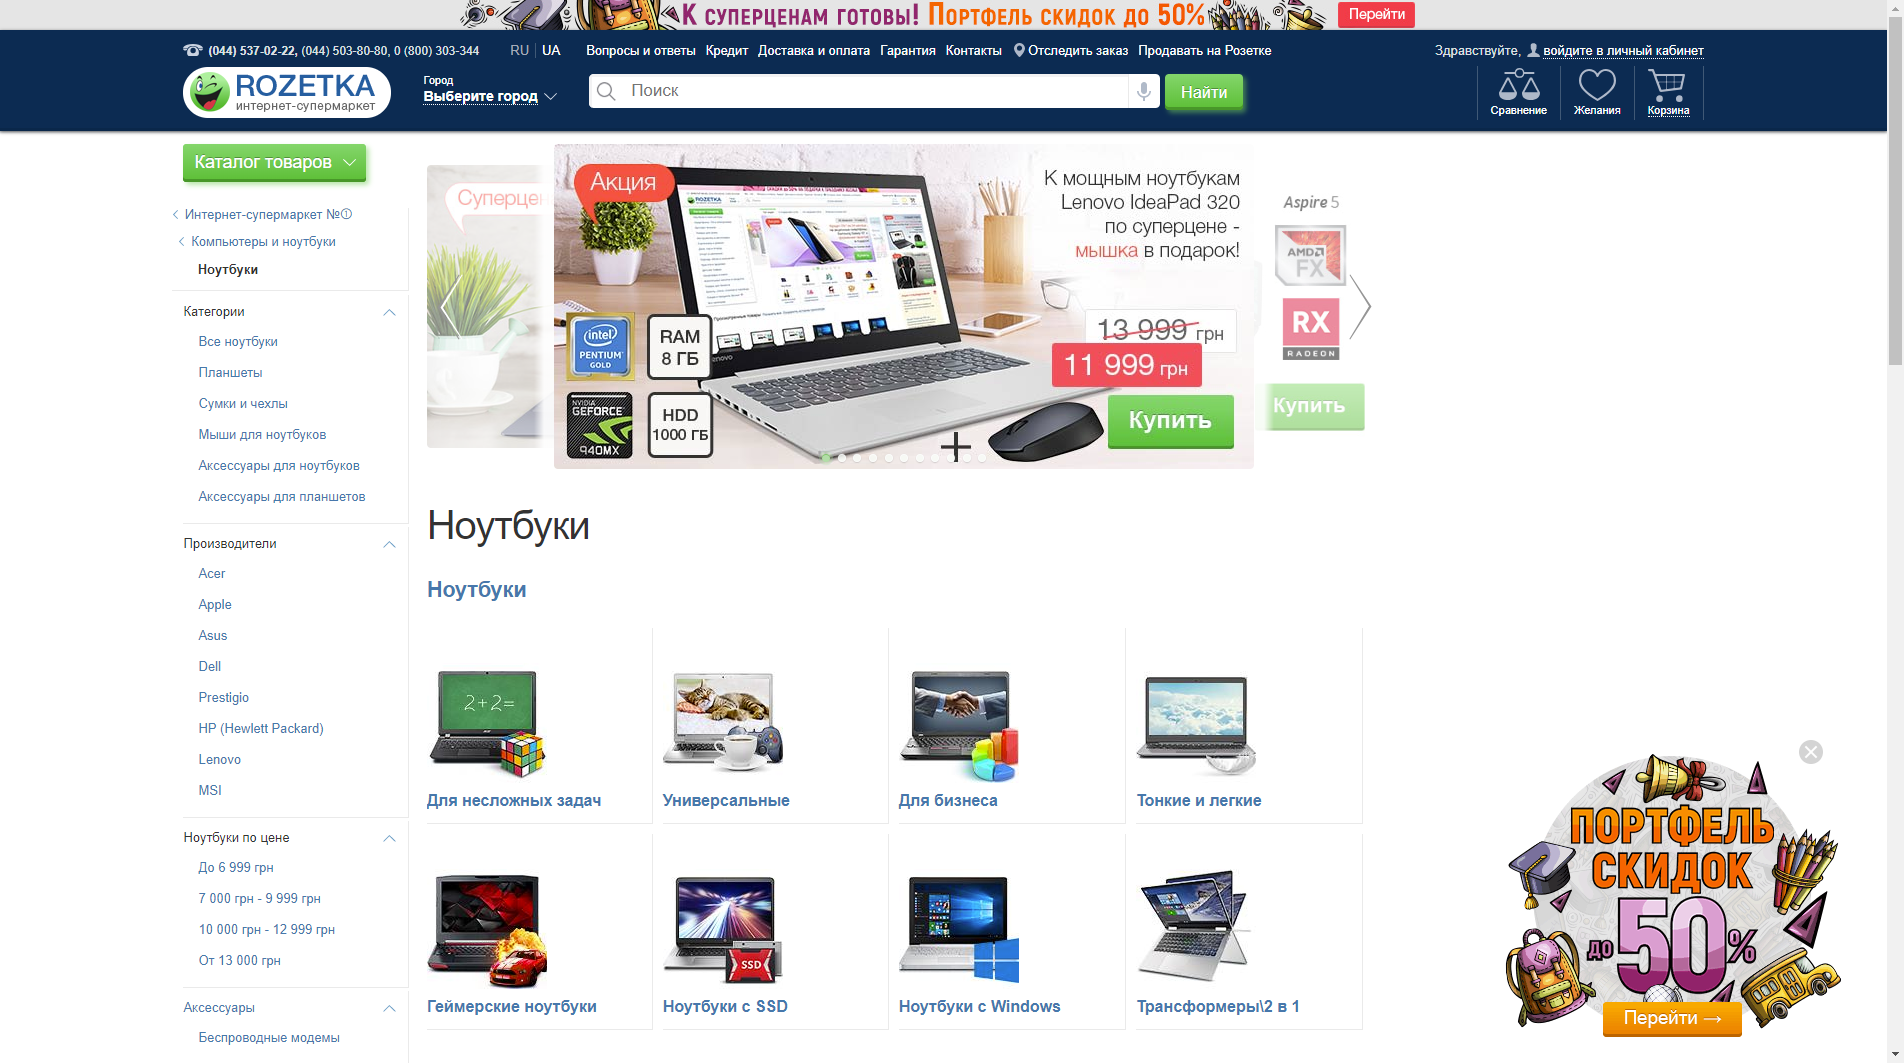 К суперценам готовы! Портфель скидок до 50% Перейти
(044) 537-02-22, (044) 503-80-80, 0 (800) 303-344 RU UA Вопросы и ответы Кредит Доставка и оплата Гарантия Контакты Отследить заказ Продавать на Розетке Здравствуйте, войдите в личный кабинет
ROZETKA
интернет-супермаркет
Город
Выберите город
Поиск
Найти
Сравнение Желания Корзина
Каталог товаров
Интернет-супермаркет №①
Компьютеры и ноутбуки
Ноутбуки
Категории
Все ноутбуки
Планшеты
Сумки и чехлы
Мыши для ноутбуков
Аксессуары для ноутбуков
Аксессуары для планшетов
Производители
Acer
Apple
Asus
Dell
Prestigio
HP (Hewlett Packard)
Lenovo
MSI
Ноутбуки по цене
До 6 999 грн
7 000 грн - 9 999 грн
10 000 грн - 12 999 грн
От 13 000 грн
Аксессуары
Беспроводные модемы
Суперцен
Акция
К мощным ноутбукам
Lenovo IdeaPad 320
по суперцене -
мышка в подарок!
13 999 грн
11 999 грн
Купить
intel
PENTIUM
GOLD
RAM
8 ГБ
NVIDIA
GEFORCE
940MX
HDD
1000 ГБ
Aspire 5
AMD
FX
RX
RADEON
Купить
Ноутбуки
Ноутбуки
2+2=
Для несложных задач
Универсальные
Для бизнеса
Тонкие и легкие
Геймерские ноутбуки
SSD
Ноутбуки с SSD
Ноутбуки с Windows
Трансформеры\2 в 1
ПОРТФЕЛЬ
СКИДОК
до 50%
Перейти →